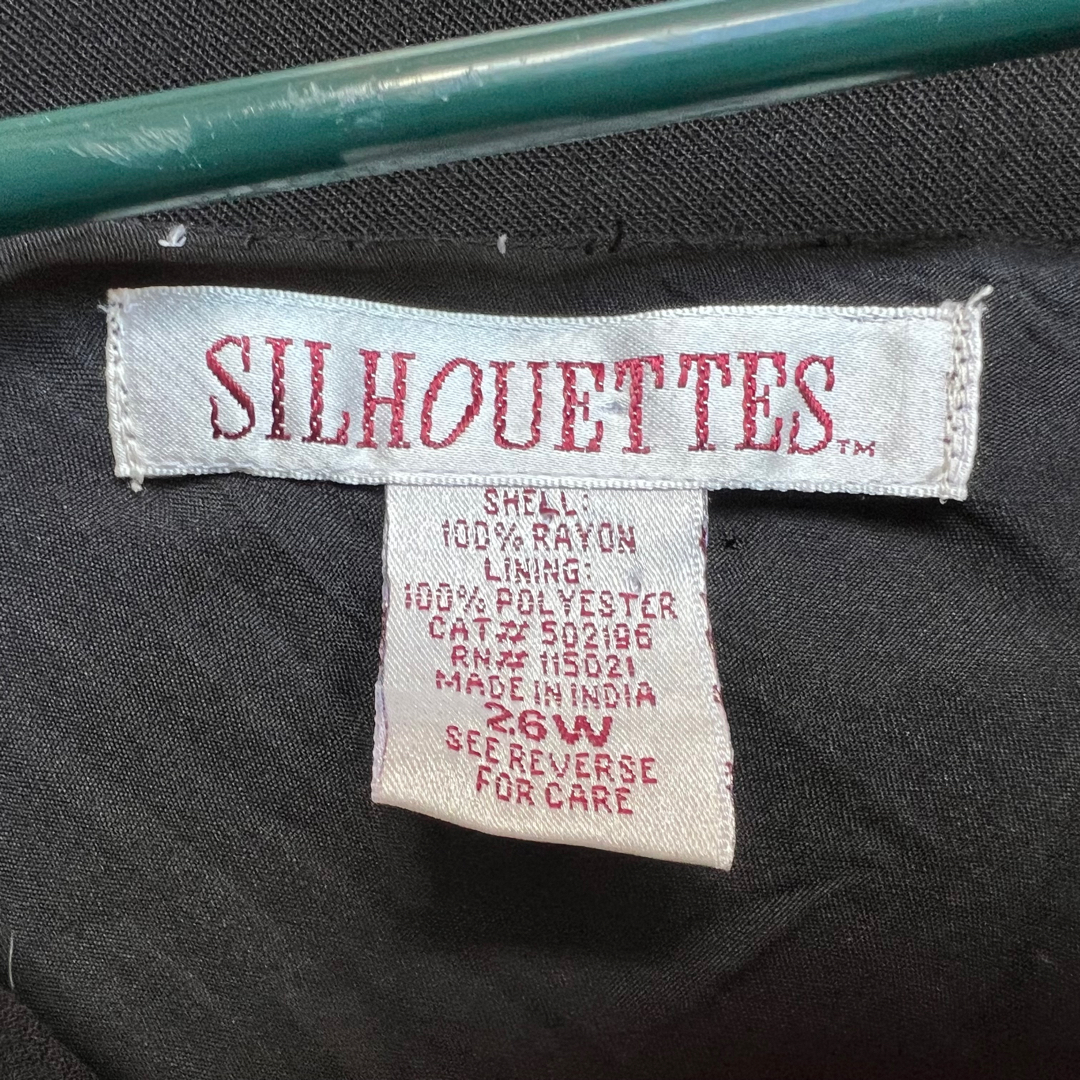 SILHOUETTES™
SHELL:
100% RAYON
LINING:
100% POLYESTER
CAT# 502196
RN# 115021
MADE IN INDIA
26W
SEE REVERSE
FOR CARE